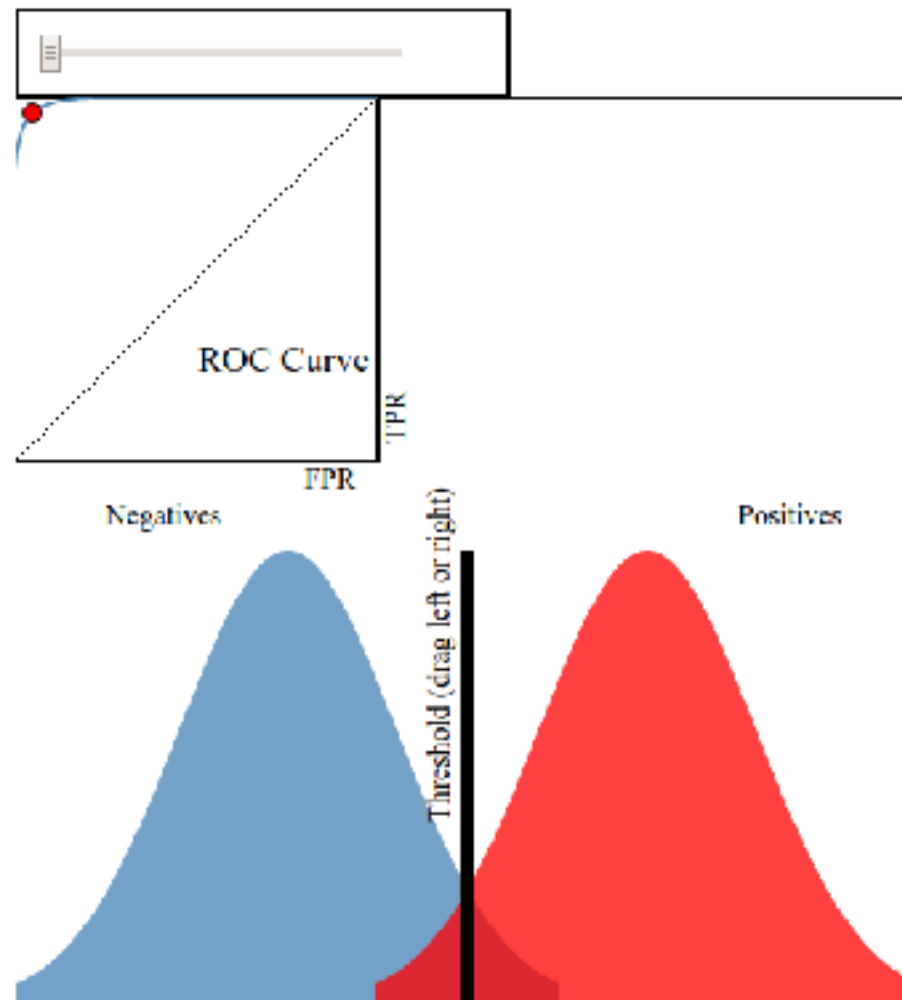 ROC Curve
TPR
FPR
Negatives
Positives
Threshold (drag left or right)